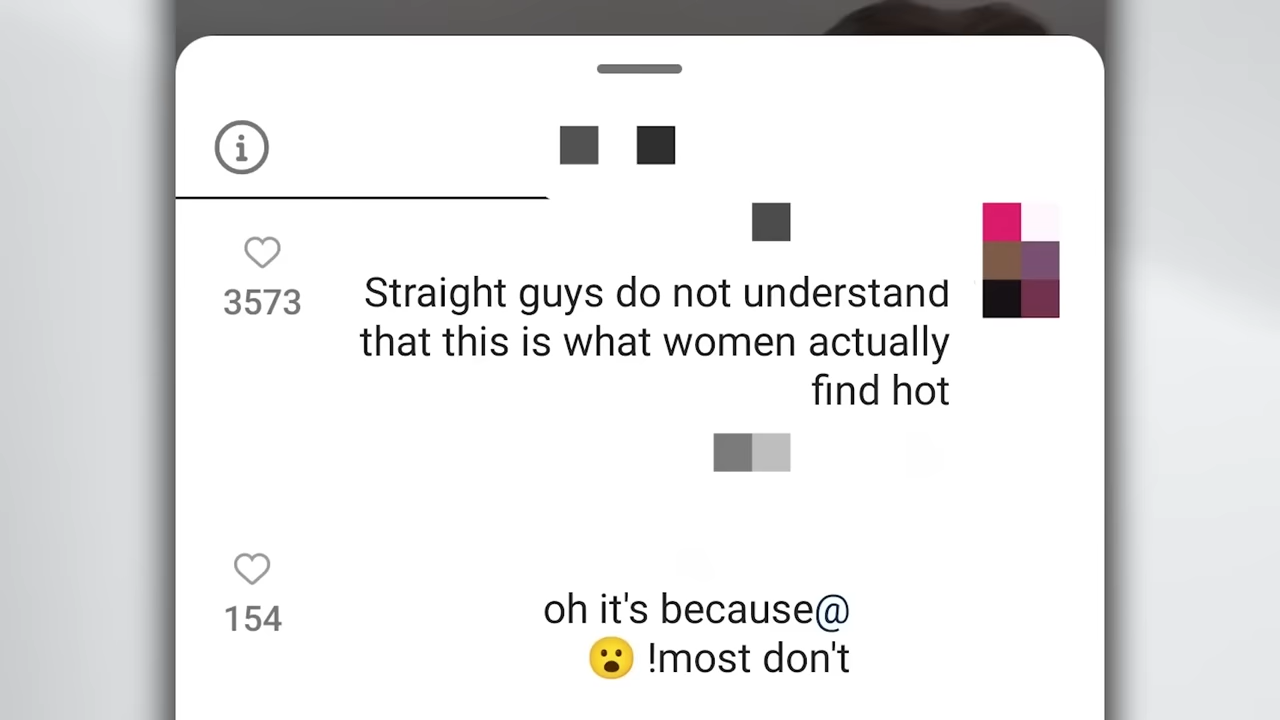 3573
Straight guys do not understand
that this is what women actually
find hot
154
oh it's because@
😮 !most don't